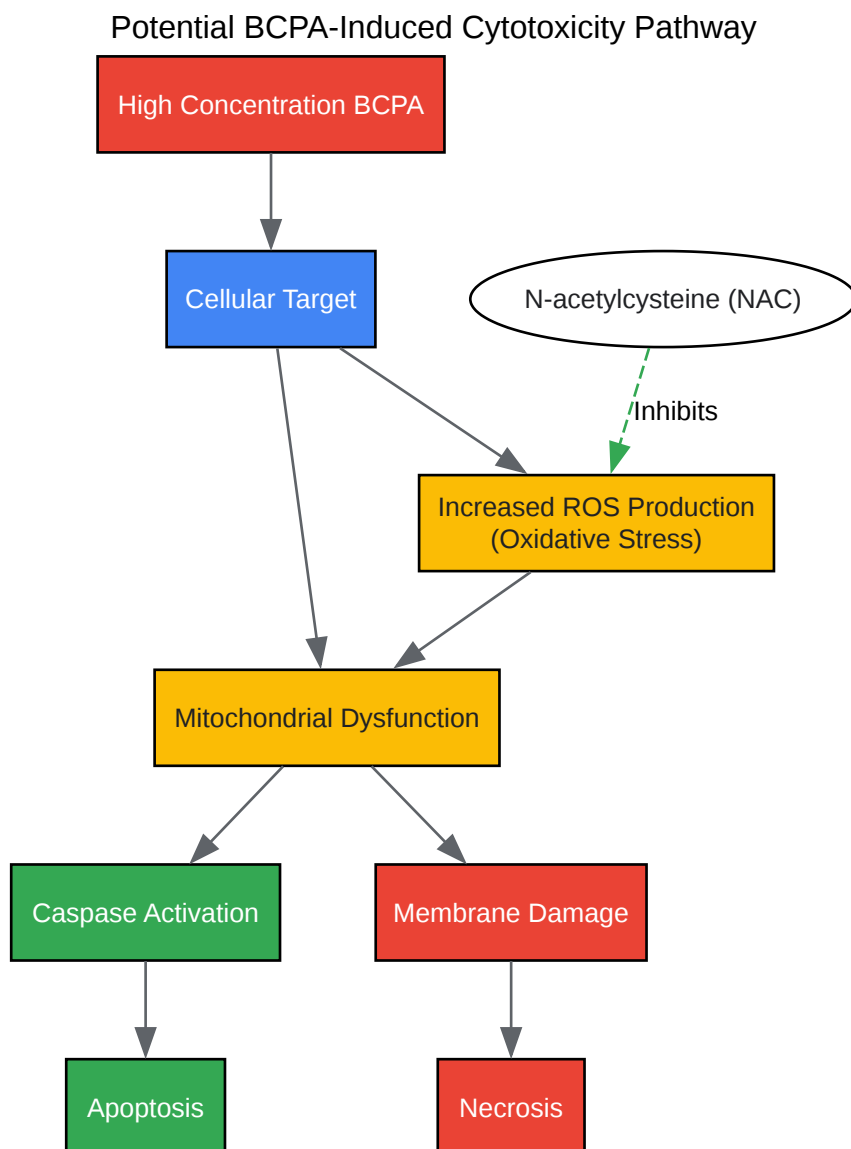 Potential BCPA-Induced Cytotoxicity Pathway
High Concentration BCPA
Cellular Target
N-acetylcysteine (NAC)
Inhibits
Increased ROS Production
(Oxidative Stress)
Mitochondrial Dysfunction
Caspase Activation
Membrane Damage
Apoptosis
Necrosis